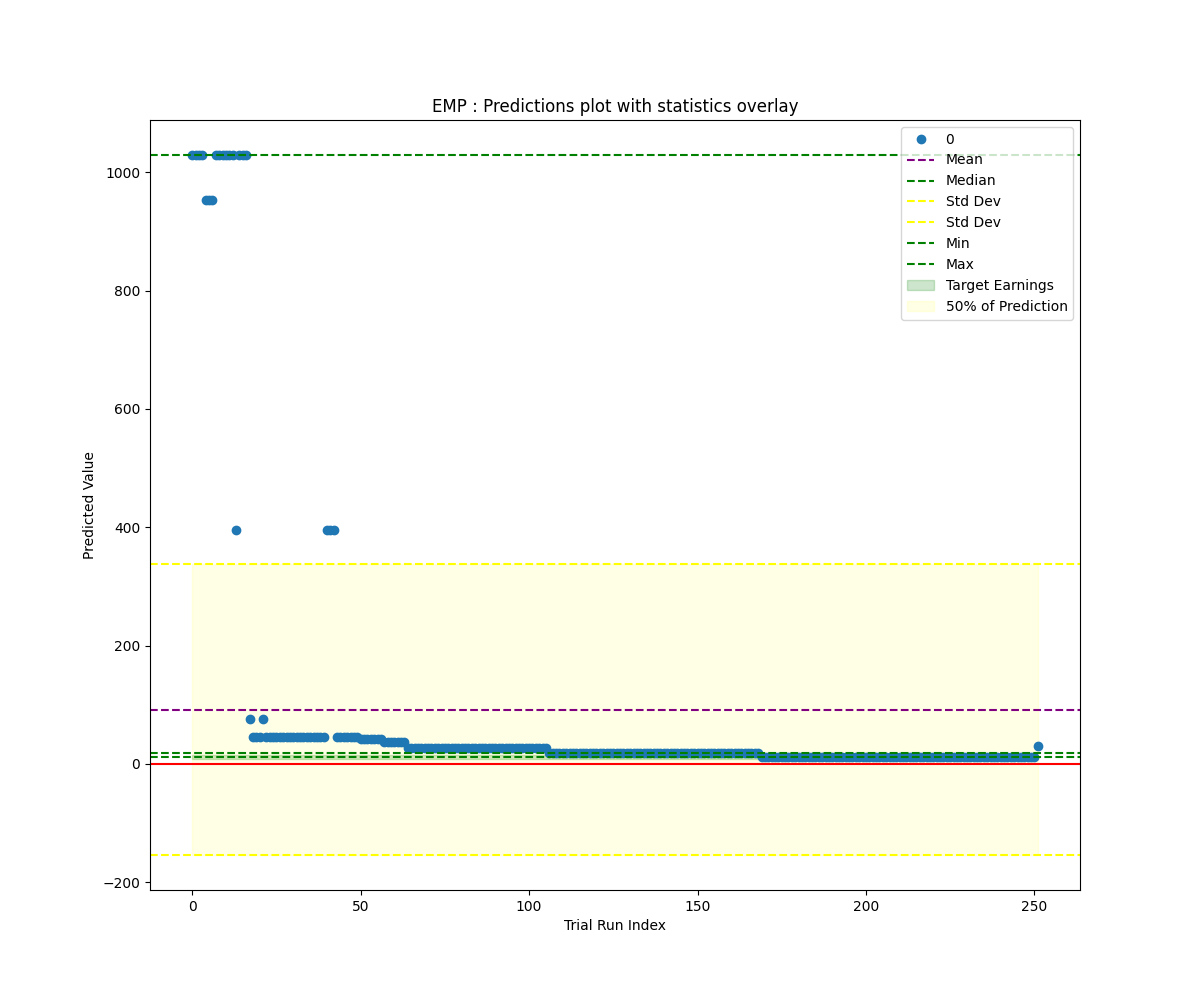 EMP : Predictions plot with statistics overlay
0
Mean
Median
Std Dev
Std Dev
Min
Max
Target Earnings
50% of Prediction
1000
800
600
400
200
0
−200
Predicted Value
0
50
100
150
200
250
Trial Run Index